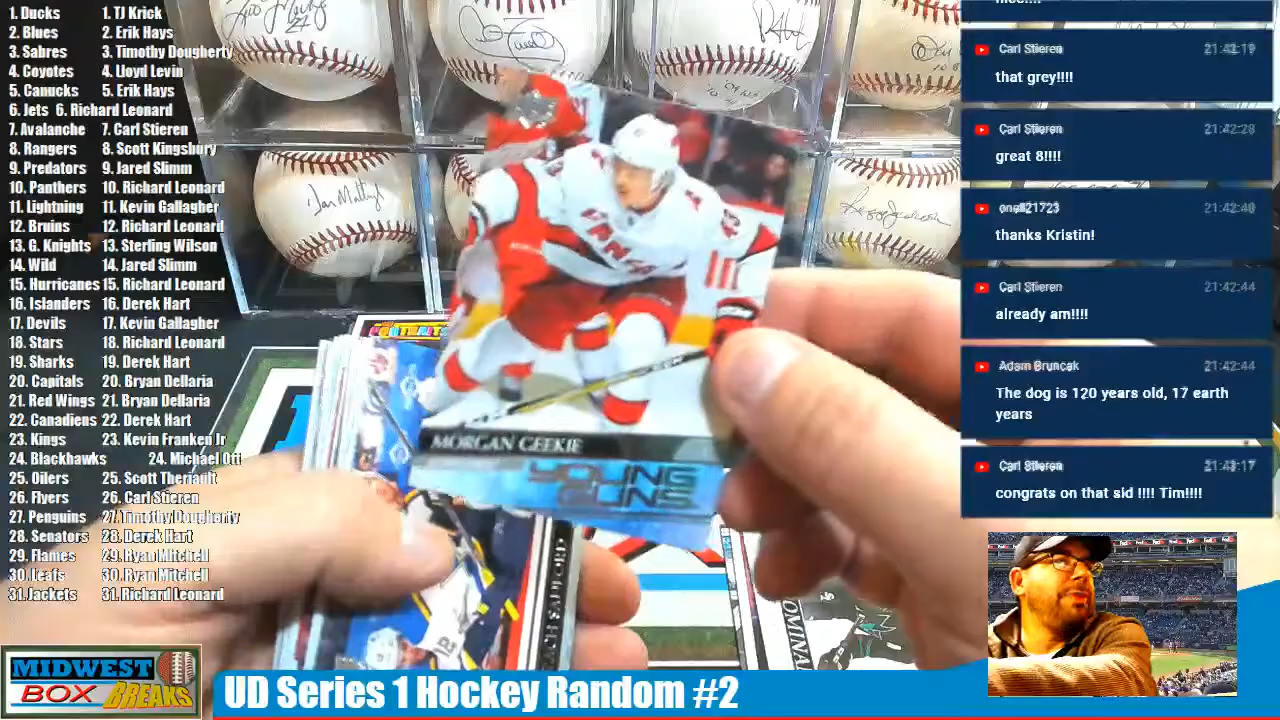 1. Ducks 1. TJ Krick
2. Blues 2. Erik Hays
3. Sabres 3. Timothy Dougherty
4. Coyotes 4. Lloyd Levin
5. Canucks 5. Erik Hays
6. Jets 6. Richard Leonard
7. Avalanche 7. Carl Stieren
8. Rangers 8. Scott Kingsbury
9. Predators 9. Jared Slimm
10. Panthers 10. Richard Leonard
11. Lightning 11. Kevin Gallagher
12. Bruins 12. Richard Leonard
13. G. Knights 13. Sterling Wilson
14. Wild 14. Jared Slimm
15. Hurricanes 15. Richard Leonard
16. Islanders 16. Derek Hart
17. Devils 17. Kevin Gallagher
18. Stars 18. Richard Leonard
19. Sharks 19. Derek Hart
20. Capitals 20. Bryan Dellaria
21. Red Wings 21. Bryan Dellaria
22. Canadiens 22. Derek Hart
23. Kings 23. Kevin Franken Jr
24. Blackhawks 24. Michael Ott
25. Oilers 25. Scott Theriault
26. Flyers 26. Carl Stieren
27. Penguins 27. Timothy Dougharty
28. Senators 28. Derek Hart
29. Flames 29. Ryan Mitchell
30. Leafs 30. Ryan Mitchell
31. Jackets 31. Richard Leonard
MIDWEST
BOX
BREAKS
UD Series 1 Hockey Random #2
MORGAN GEEKIE
YOUNG
GUNS
Carl Stieren 21:42:19
that grey!!!!
Carl Stieren 21:42:28
great 8!!!!
21:42:40
thanks Kristin!
Carl Stieren 21:42:44
already am!!!!
Adam Bruncak 21:42:44
The dog is 120 years old, 17 earth
years
Carl Stieren 21:43:17
congrats on that sid !!!! Tim!!!!